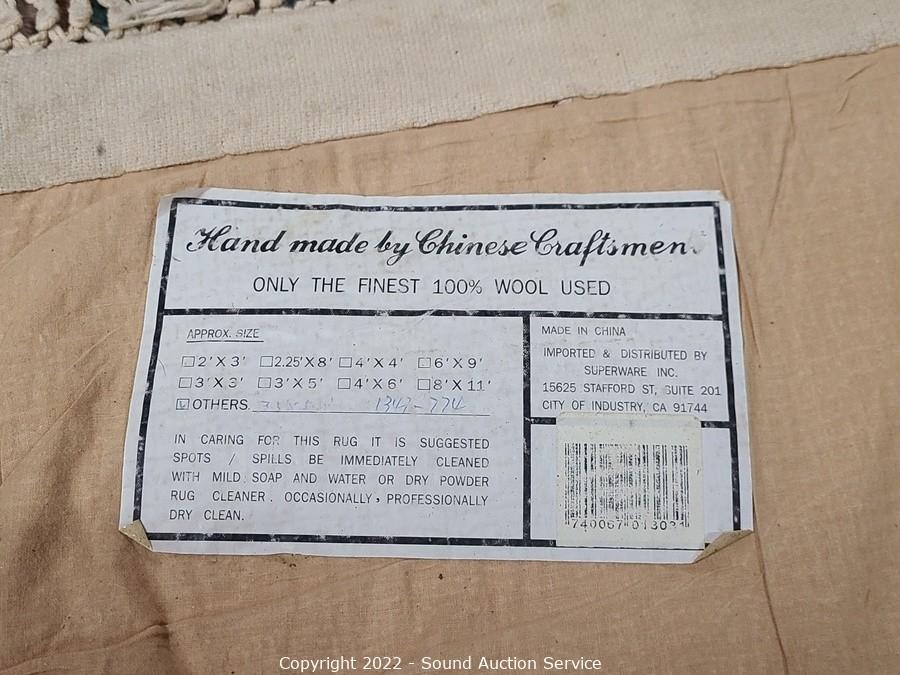 Hand made by Chinese Craftsmen
ONLY THE FINEST 100% WOOL USED
APPROX. SIZE
2'X3' 2.25'X8' 4'X4' 6'X9'
3'X3' 3'X5' 4'X6' 8'X11'
OTHERS 1347-774
IN CARING FOR THIS RUG IT IS SUGGESTED
SPOTS / SPILLS BE IMMEDIATELY CLEANED
WITH MILD SOAP AND WATER OR DRY POWDER
RUG CLEANER. OCCASIONALLY, PROFESSIONALLY
DRY CLEAN.
MADE IN CHINA
IMPORTED & DISTRIBUTED BY
SUPERWARE INC.
15625 STAFFORD ST, SUITE 201
CITY OF INDUSTRY, CA 91744
Copyright 2022 - Sound Auction Service